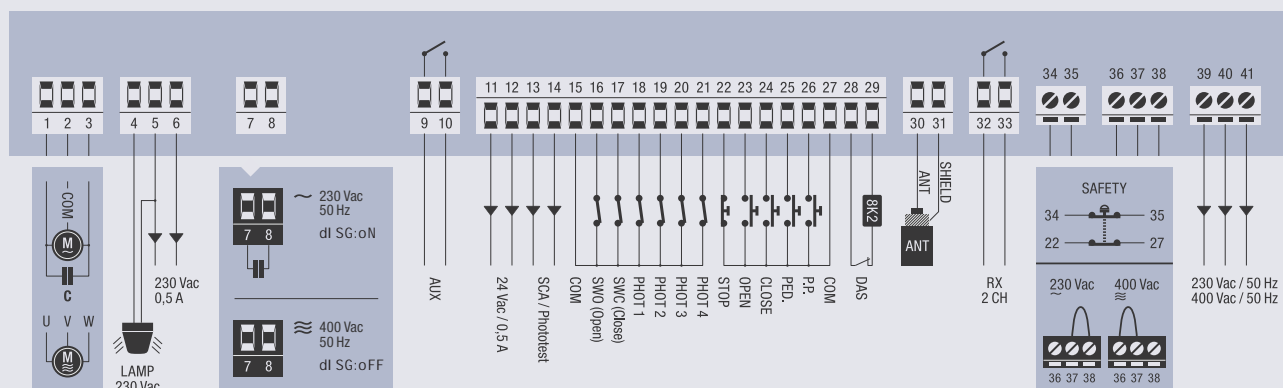 34 35 36 37 38 39 40 41
11 12 13 14 15 16 17 18 19 20 21 22 23 24 25 26 27 28 29
1 2 3 4 5 6 7 8 9 10 30 31 32 33
-COM-
M
~
C
U V W
M
≋
230 Vac
0,5 A
LAMP
230 Vac
~ 230 Vac
50 Hz
dI SG:oN
7 8
≋ 400 Vac
50 Hz
dI SG:oFF
7 8
AUX
24 Vac / 0,5 A
SCA / Phototest
COM
SWO (Open)
SWC (Close)
PHOT 1
PHOT 2
PHOT 3
PHOT 4
STOP
OPEN
CLOSE
PED.
P.P.
COM
DAS
8K2
ANT
SHIELD
ANT
RX
2 CH
SAFETY
34 35
22 27
230 Vac
~
400 Vac
≋
36 37 38
36 37 38
230 Vac / 50 Hz
400 Vac / 50 Hz